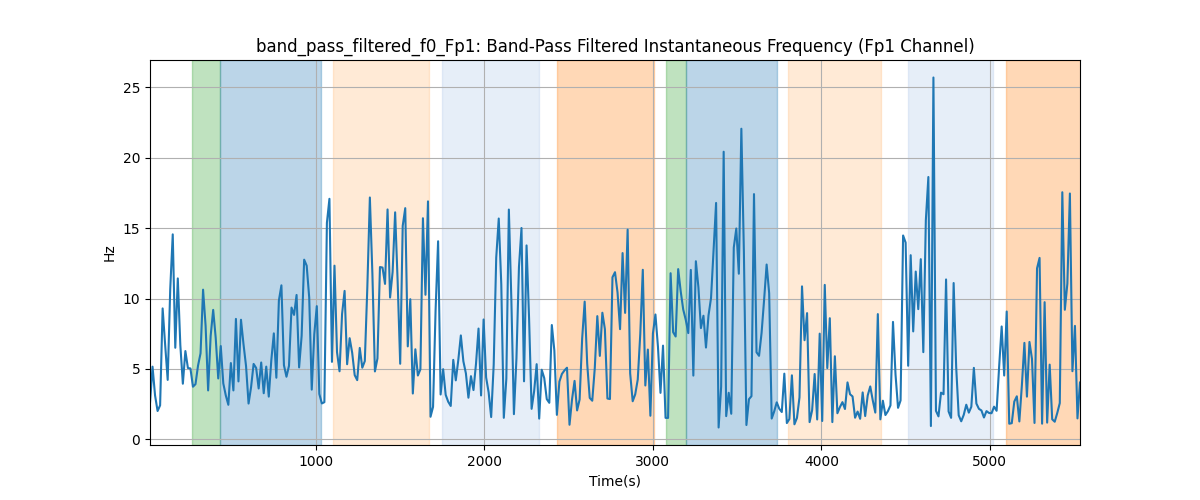 band_pass_filtered_f0_Fp1: Band-Pass Filtered Instantaneous Frequency (Fp1 Channel)
25
20
15
10
5
0
Hz
1000 2000 3000 4000 5000
Time(s)